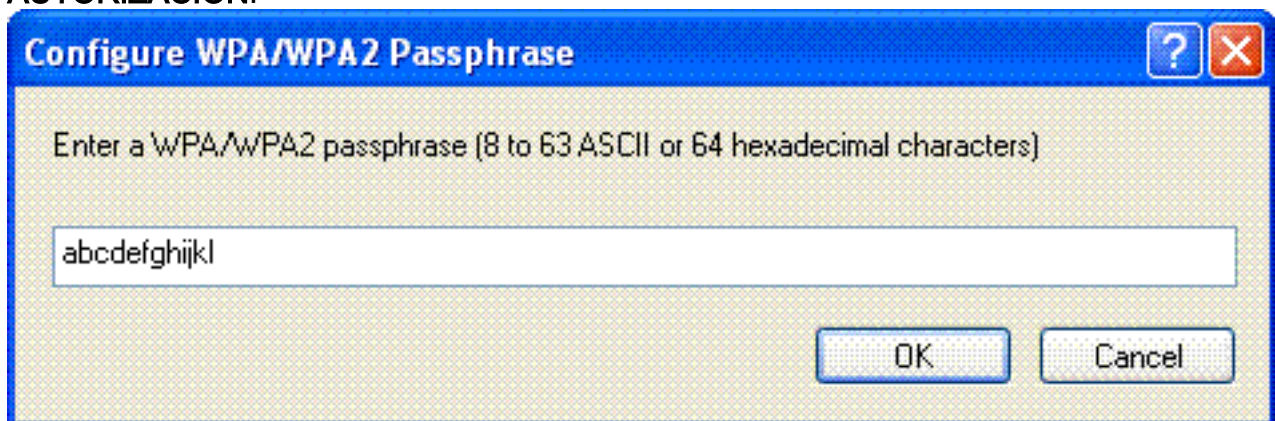 AUTORIZACIÓN.
Configure WPA/WPA2 Passphrase
Enter a WPA/WPA2 passphrase (8 to 63 ASCII or 64 hexadecimal characters)
abcdefghijkl
OK
Cancel